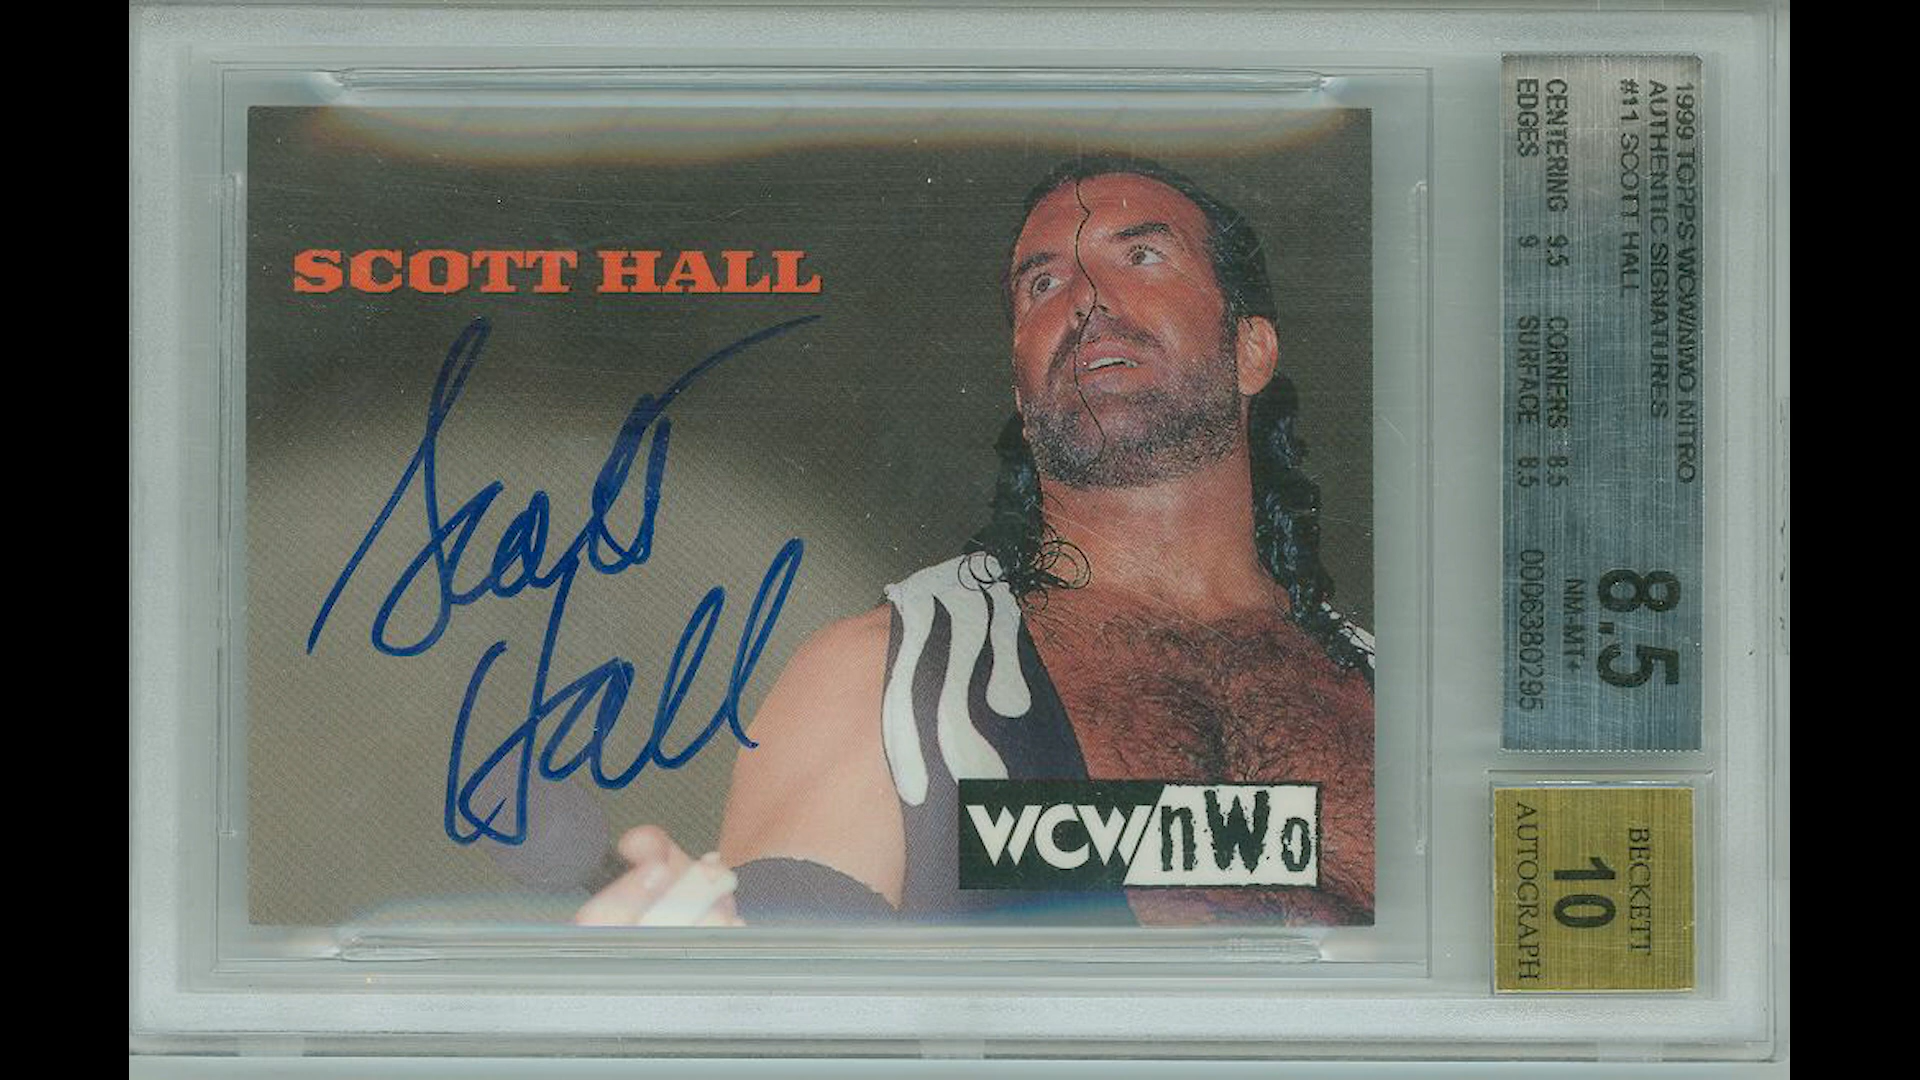 SCOTT HALL
Scott
Hall
WCW/nWo
1999 TOPPS WCW/NWO NITRO
AUTHENTIC SIGNATURES
#11 SCOTT HALL
CENTERING 9.5 CORNERS 8.5
EDGES 9 SURFACE 8.5
8.5
NM-MT+
0006380295
BECKETT
10
AUTOGRAPH